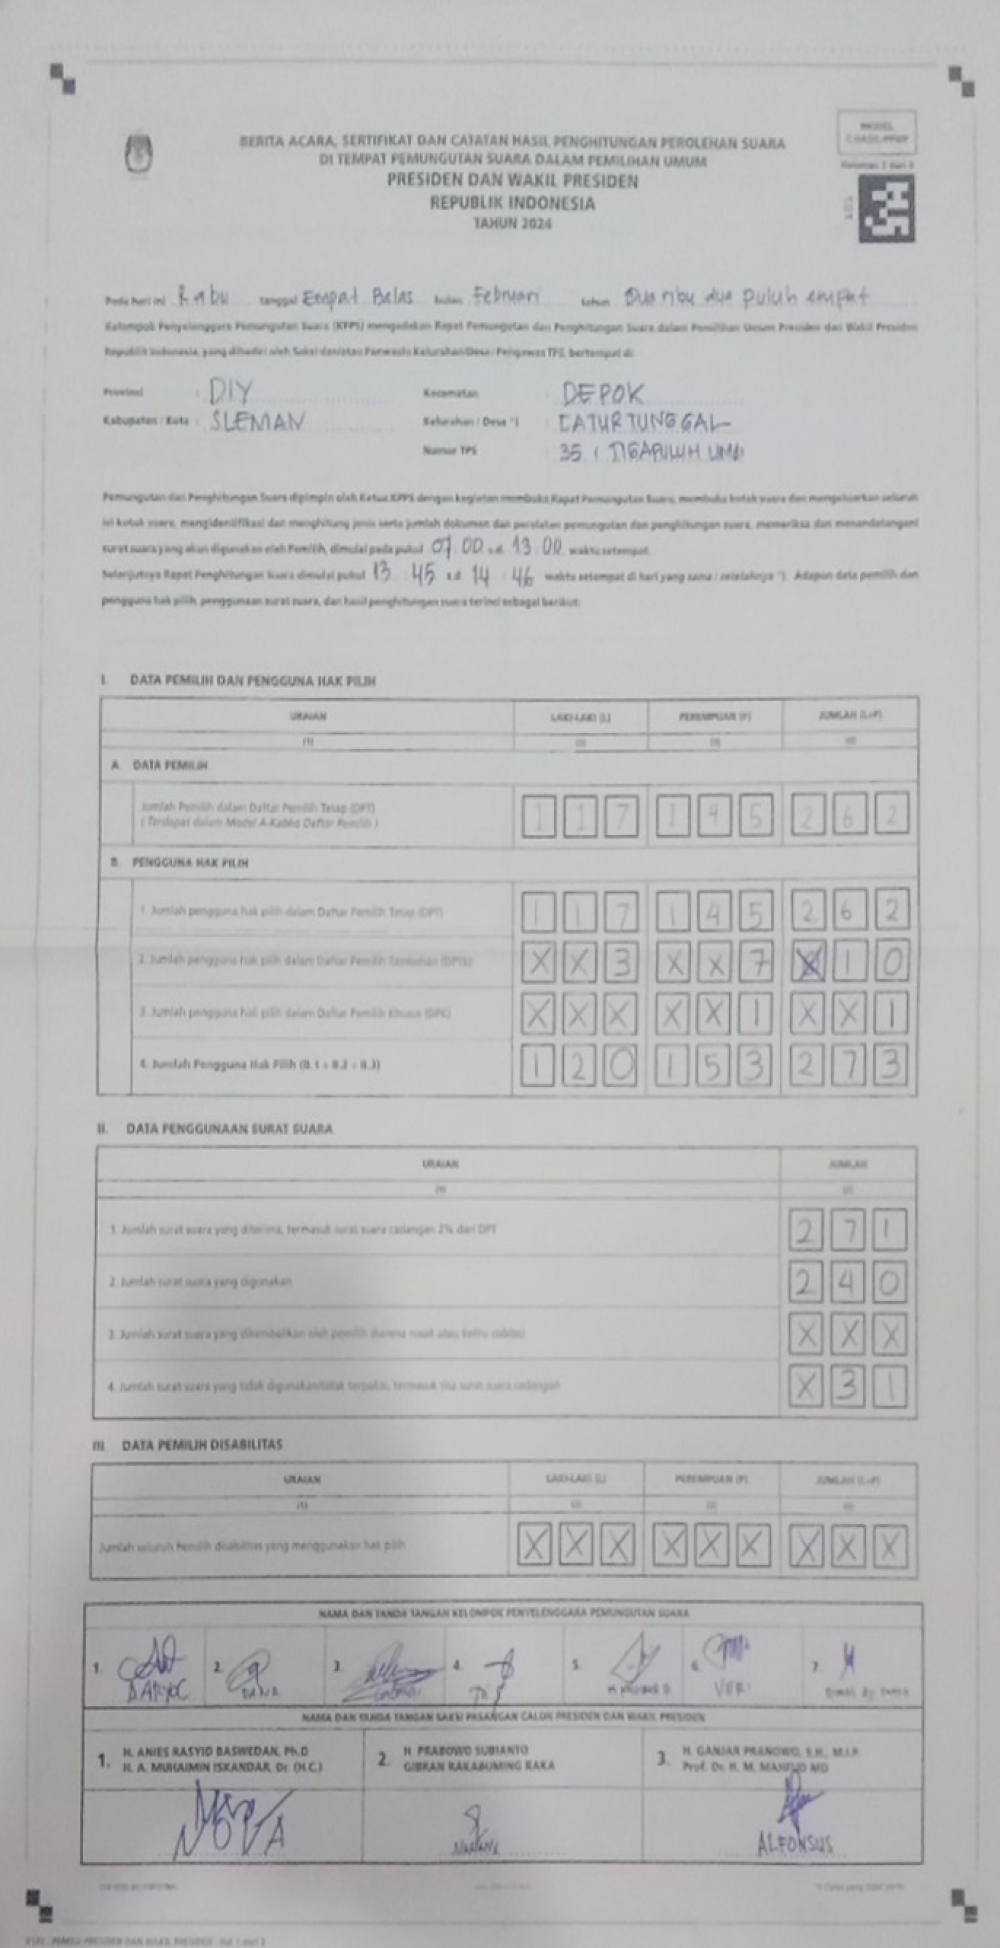 MODEL
C.HASIL-PPWP
BERITA ACARA, SERTIFIKAT DAN CATATAN HASIL PENGHITUNGAN PEROLEHAN SUARA
DI TEMPAT PEMUNGUTAN SUARA DALAM PEMILIHAN UMUM
PRESIDEN DAN WAKIL PRESIDEN
REPUBLIK INDONESIA
TAHUN 2024
Pada hari ini Rabu tanggal Empat Belas bulan Februari tahun Dua ribu dua puluh empat
Kelompok Penyelenggara Pemungutan Suara (KPPS) mengadakan Rapat Pemungutan dan Penghitungan Suara dalam Pemilihan Umum Presiden dan Wakil Presiden
Republik Indonesia, yang dihadiri oleh Saksi dan/atau Panwaslu Kelurahan/Desa/ Pengawas TPS, bertempat di:
Provinsi : DIY Kecamatan : DEPOK
Kabupaten / Kota : SLEMAN Kelurahan / Desa *) : CATURTUNGGAL
Nomor TPS : 35 ( TIGAPULUH LIMA
Pemungutan dan Penghitungan Suara dipimpin oleh Ketua KPPS dengan kegiatan membuka Rapat Pemungutan Suara, membuka kotak suara dan mengeluarkan seluruh
isi kotak suara, mengidentifikasi dan menghitung jenis serta jumlah dokumen dan peralatan pemungutan dan penghitungan suara, memeriksa dan menandatangani
surat suara yang akan digunakan oleh Pemilih, dimulai pada pukul 07.00 s.d. 13.00 waktu setempat.
Selanjutnya Rapat Penghitungan Suara dimulai pukul 13 : 45 s.d 14 : 46 waktu setempat di hari yang sama / setelahnya *). Adapun data pemilih dan
pengguna hak pilih, penggunaan surat suara, dan hasil penghitungan suara terinci sebagai berikut:
I. DATA PEMILIH DAN PENGGUNA HAK PILIH
URAIAN LAKI-LAKI (L) PEREMPUAN (P) JUMLAH (L+P)
(1) (2) (3) (4)
A. DATA PEMILIH
Jumlah Pemilih dalam Daftar Pemilih Tetap (DPT)
( Terdapat dalam Model A-Kabko Daftar Pemilih ) 117 145 262
B. PENGGUNA HAK PILIH
1. Jumlah pengguna hak pilih dalam Daftar Pemilih Tetap (DPT) 117 145 262
2. Jumlah pengguna hak pilih dalam Daftar Pemilih Tambahan (DPTb) XX3 XX7 X10
3. Jumlah pengguna hak pilih dalam Daftar Pemilih Khusus (DPK) XXX XX1 XX1
4. Jumlah Pengguna Hak Pilih (B.1 + B.2 + B.3) 120 153 273
II. DATA PENGGUNAAN SURAT SUARA
URAIAN JUMLAH
(1) (2)
1. Jumlah surat suara yang diterima, termasuk surat suara cadangan 2% dari DPT 271
2. Jumlah surat suara yang digunakan 240
3. Jumlah surat suara yang dikembalikan oleh pemilih karena rusak atau keliru coblos) XXX
4. Jumlah surat suara yang tidak digunakan/tidak terpakai, termasuk sisa surat suara cadangan X31
III. DATA PEMILIH DISABILITAS
URAIAN LAKI-LAKI (L) PEREMPUAN (P) JUMLAH (L+P)
(1) (2) (3) (4)
Jumlah seluruh Pemilih disabilitas yang menggunakan hak pilih XXX XXX XXX
NAMA DAN TANDA TANGAN KELOMPOK PENYELENGGARA PEMUNGUTAN SUARA
1. 2. 3. 4. 5. 6. 7.
DANA VERI
NAMA DAN TANDA TANGAN SAKSI PASANGAN CALON PRESIDEN DAN WAKIL PRESIDEN
1. H. ANIES RASYID BASWEDAN, Ph.D
H. A. MUHAIMIN ISKANDAR, Dr. (H.C.)
2. H PRABOWO SUBIANTO
GIBRAN RAKABUMING RAKA
3. H. GANJAR PRANOWO, S.H., M.I.P.
Prof. Dr. H. M. MAHFUD MD
NOVA
ALFONSUS